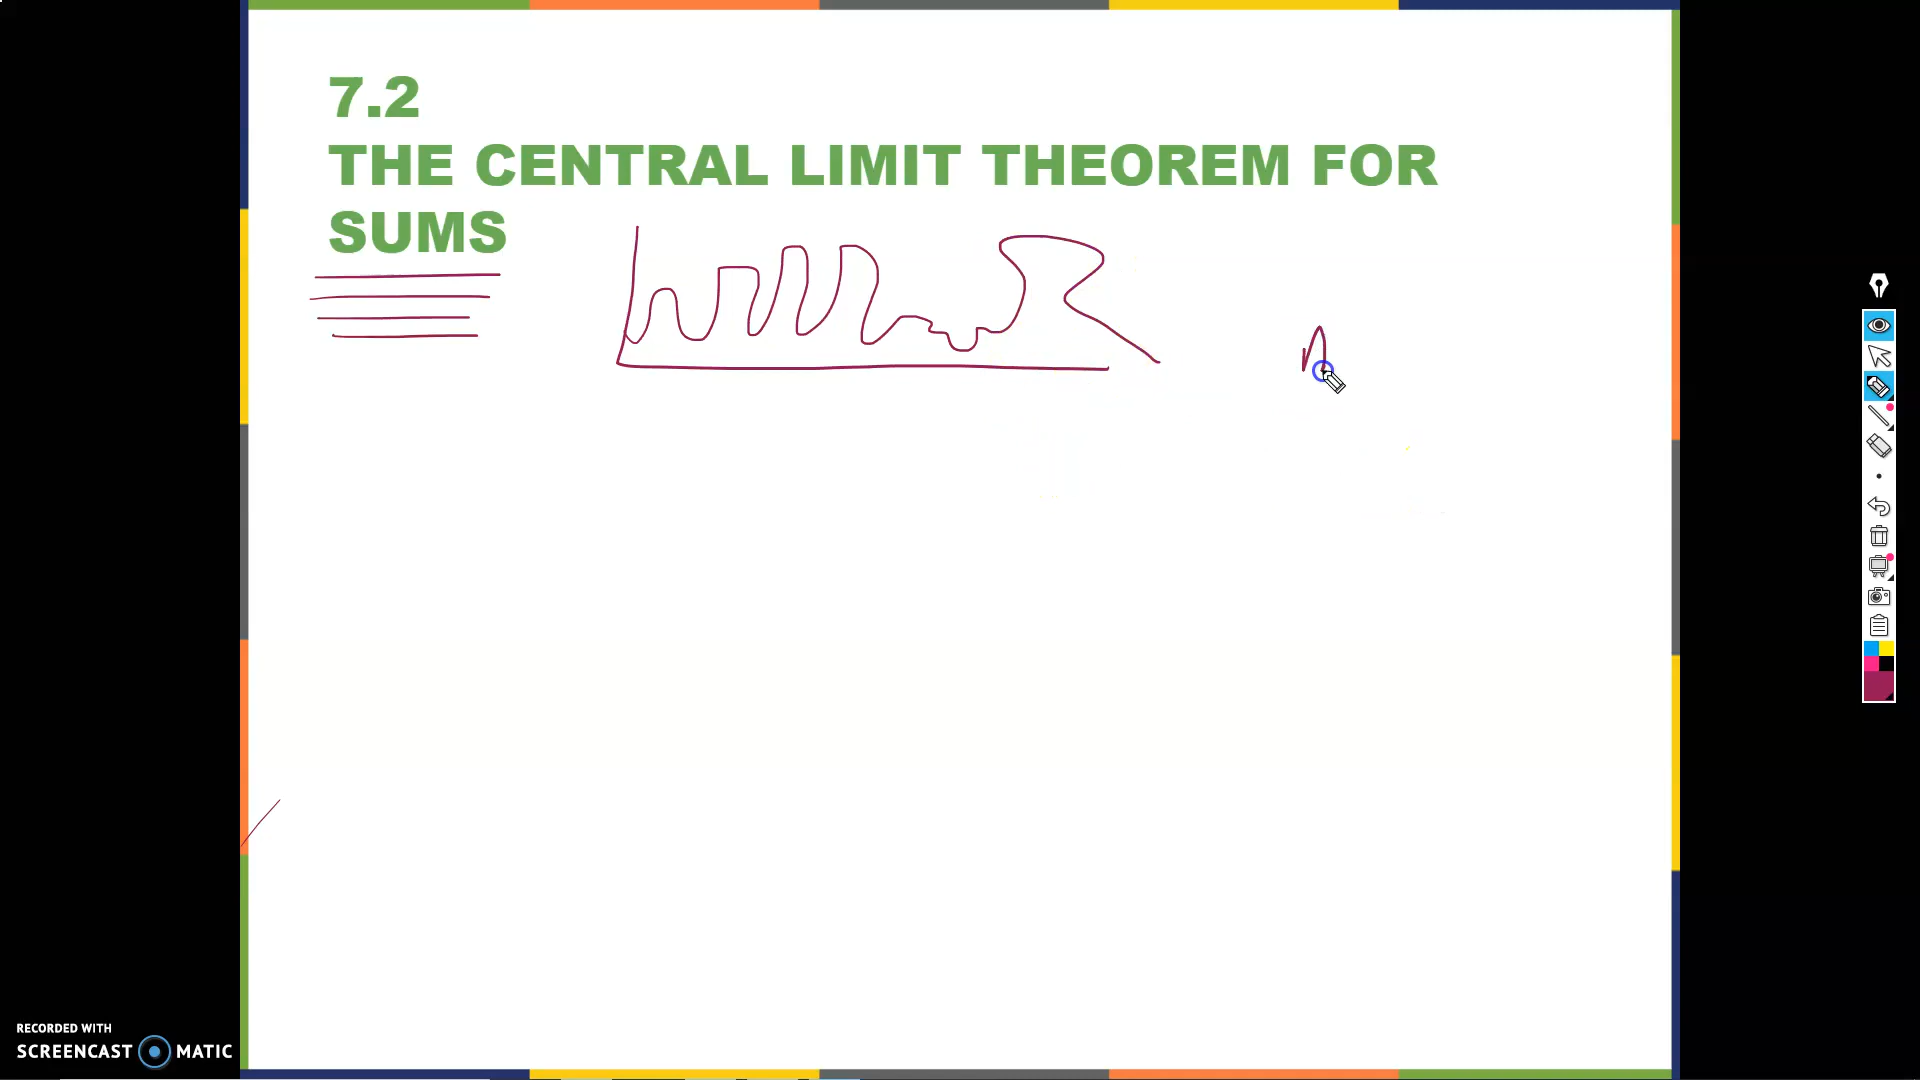 7.2
THE CENTRAL LIMIT THEOREM FOR
SUMS
n
RECORDED WITH
SCREENCAST MATIC